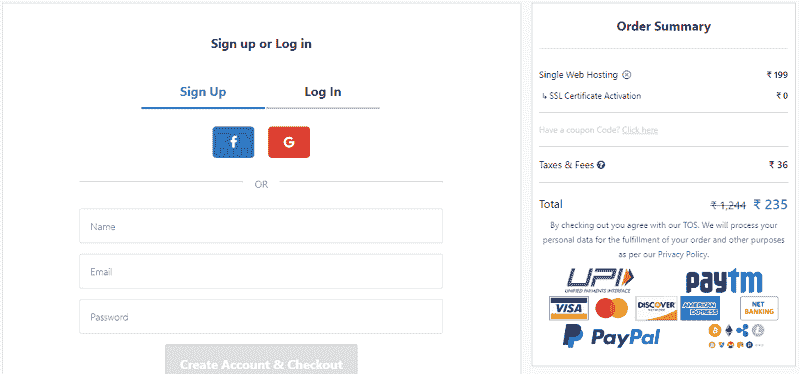 Sign up or Log in
Sign Up
Log In
f
G
OR
Name
Email
Password
Create Account & Checkout
Order Summary
Single Web Hosting ₹ 199
↳ SSL Certificate Activation ₹ 0
Have a coupon Code? Click here
Taxes & Fees ? ₹ 36
Total ₹ 1,244 ₹ 235
By checking out you agree with our TOS. We will process your
personal data for the fulfillment of your order and other purposes
as per our Privacy Policy.
UPI
UNIFIED PAYMENTS INTERFACE
paytm
VISA
MasterCard
DISCOVER
AMERICAN EXPRESS
NET BANKING
PayPal